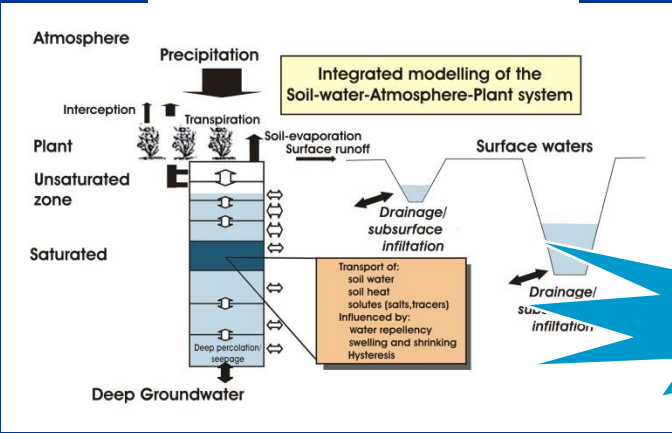 Atmosphere
Precipitation
Integrated modelling of the
Soil-water-Atmosphere-Plant system
Interception
Transpiration
Soil-evaporation
Surface runoff
Plant
Surface waters
Unsaturated
zone
Drainage/
subsurface
infiltation
Saturated
Transport of:
soil water
soil heat
solutes (salts,tracers)
Influenced by:
water repellency
swelling and shrinking
Hysteresis
Drainage/
infiltation
Deep percolation/
seepage
Deep Groundwater